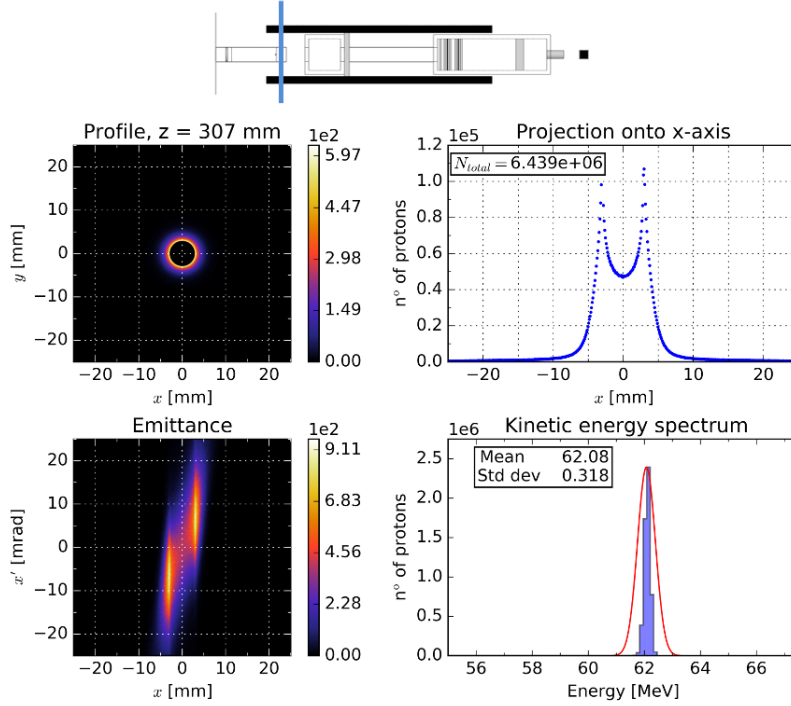 Profile, z = 307 mm
1e2
5.97
4.47
2.98
1.49
0.00
20
10
0
−10
−20
y [mm]
−20 −10 0 10 20
x [mm]
Projection onto x-axis
1e5
N_total = 6.439e+06
1.2
1.0
0.8
0.6
0.4
0.2
0.0
nº of protons
−20 −10 0 10 20
x [mm]
Emittance
1e2
9.11
6.83
4.56
2.28
0.00
20
10
0
−10
−20
x′ [mrad]
−20 −10 0 10 20
x [mm]
Kinetic energy spectrum
1e6
Mean 62.08
Std dev 0.318
2.5
2.0
1.5
1.0
0.5
0.0
nº of protons
56 58 60 62 64 66
Energy [MeV]